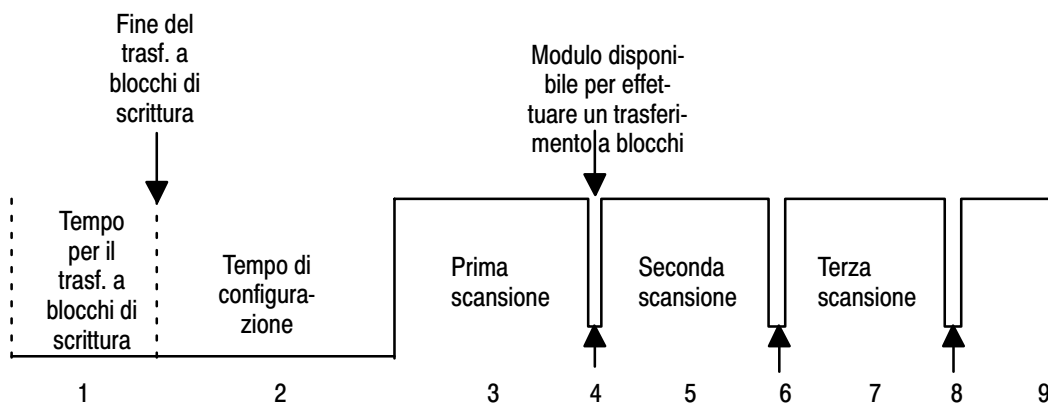 Fine del
trasf. a
blocchi di
scrittura
Modulo disponi-
bile per effet-
tuare un trasferi-
mento a blocchi
Tempo
per il
trasf. a
blocchi di
scrittura
Tempo di
configura-
zione
Prima
scansione
Seconda
scansione
Terza
scansione
1 2 3 4 5 6 7 8 9